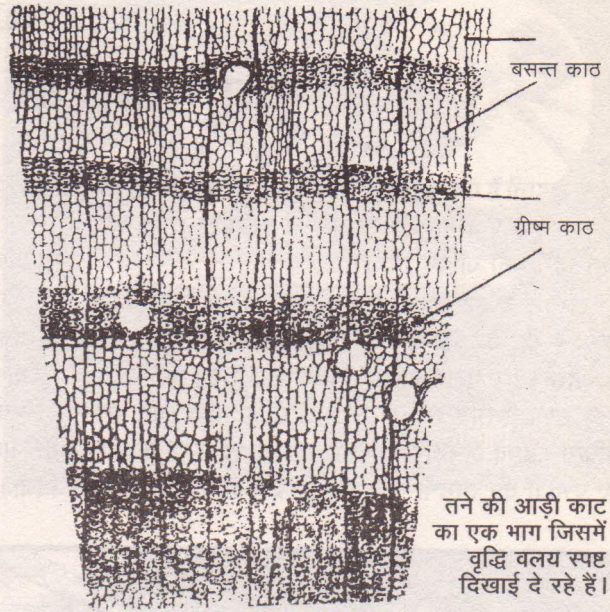 बसन्त काठ
ग्रीष्म काठ
तने की आड़ी काट
का एक भाग जिसमें
वृद्धि वलय स्पष्ट
दिखाई दे रहे हैं।